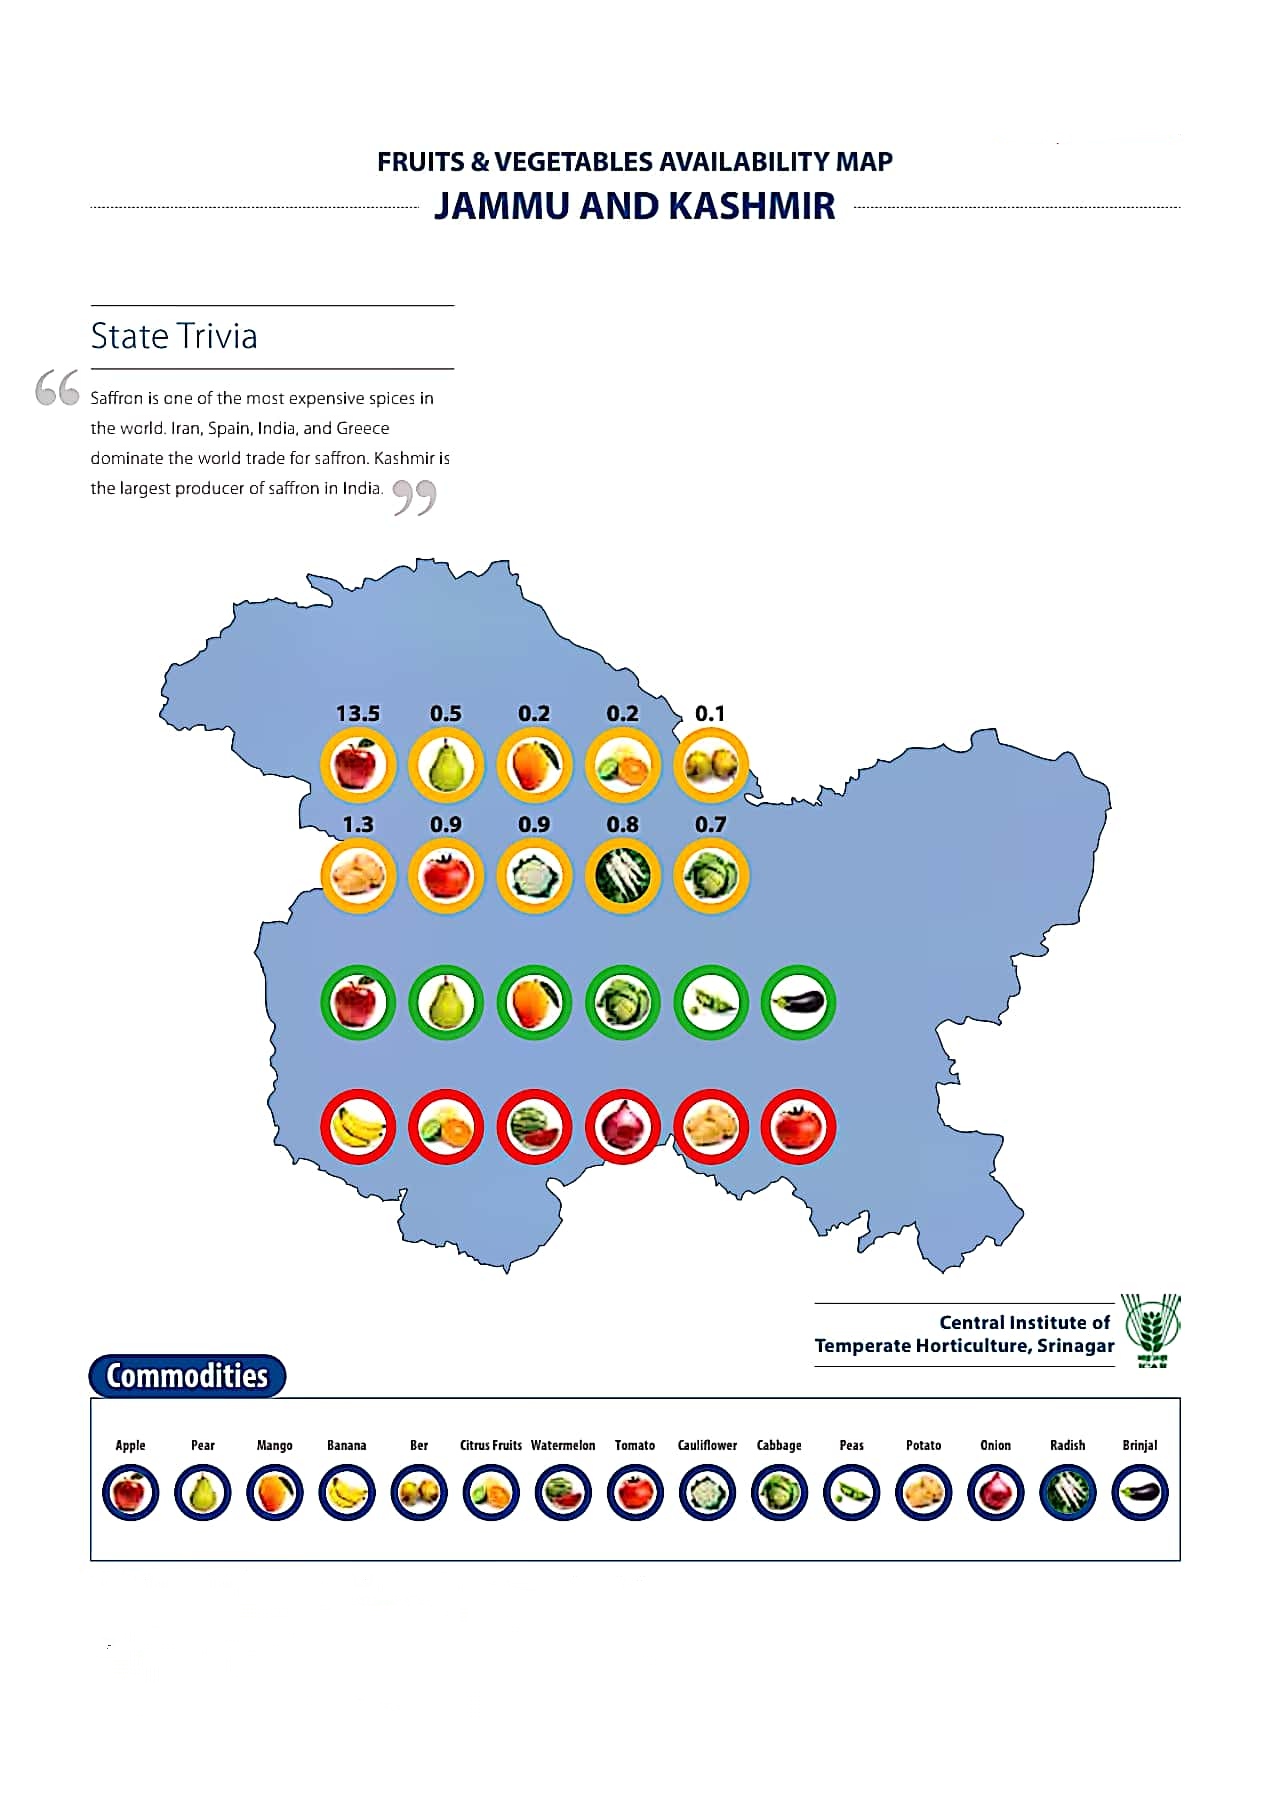 FRUITS & VEGETABLES AVAILABILITY MAP
JAMMU AND KASHMIR
State Trivia
“ Saffron is one of the most expensive spices in
the world. Iran, Spain, India, and Greece
dominate the world trade for saffron. Kashmir is
the largest producer of saffron in India. ”
13.5 0.5 0.2 0.2 0.1
1.3 0.9 0.9 0.8 0.7
Central Institute of
Temperate Horticulture, Srinagar
ICAR
Commodities
Apple Pear Mango Banana Ber Citrus Fruits Watermelon Tomato Cauliflower Cabbage Peas Potato Onion Radish Brinjal